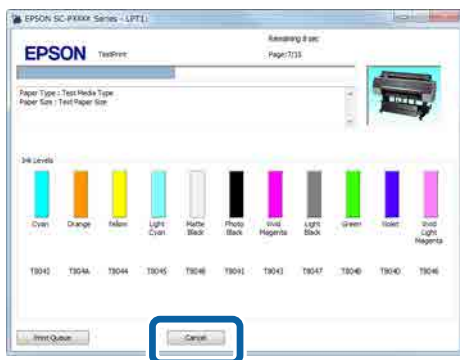 EPSON SC-PXXXX Series - LPT1:
EPSON
TestPrint
Remaining 8 sec
Page:7/15
Paper Type : Test Media Type
Paper Size : Test Paper Size
Ink Levels
Cyan Orange Yellow Light Cyan Matte Black Photo Black Vivid Magenta Light Black Green Violet Vivid Light Magenta
T8042 T804A T8044 T8045 T8048 T8041 T8043 T8047 T804B T804D T8046
Print Queue
Cancel